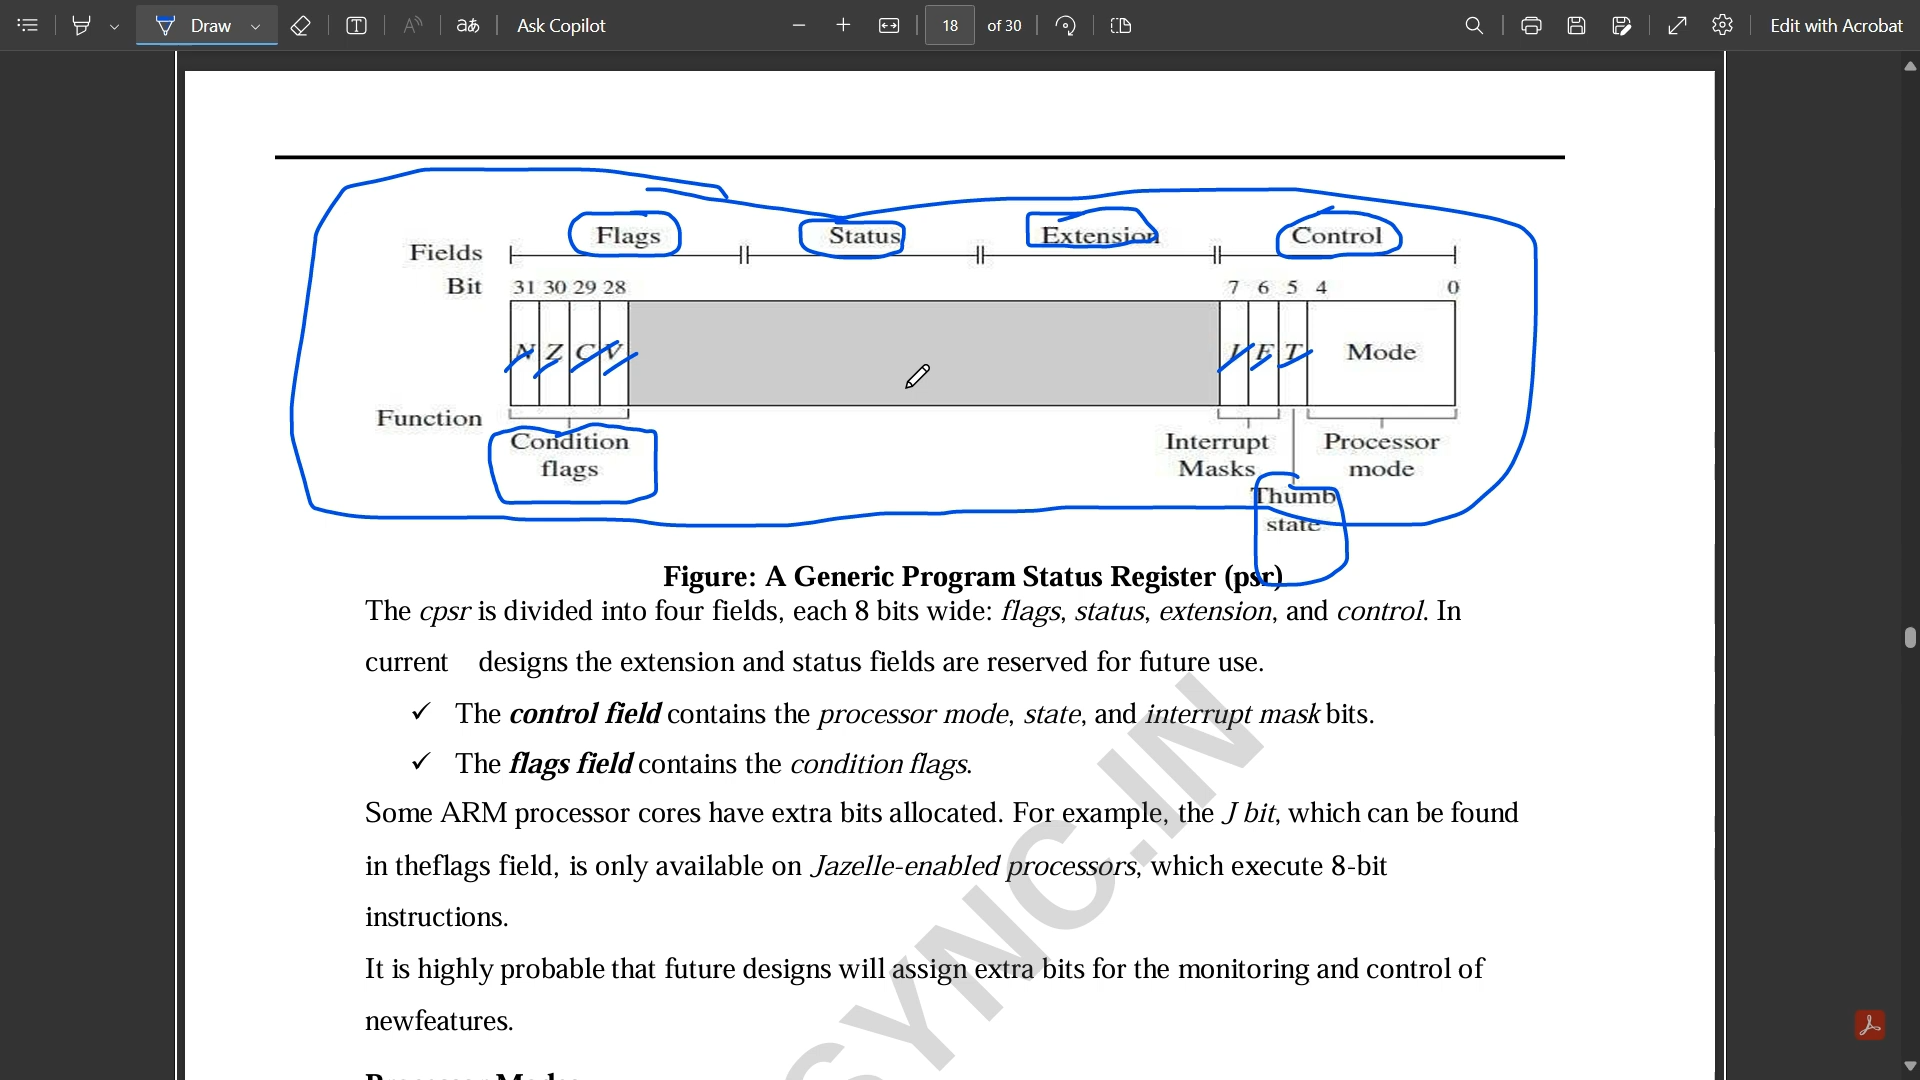 Draw
aあ
Ask Copilot
18 of 30
Edit with Acrobat
Flags Status Extension Control
Fields
Bit 31 30 29 28 7 6 5 4 0
N Z C V I F T Mode
Function
Condition flags
Interrupt Masks
Thumb state
Processor mode
Figure: A Generic Program Status Register (psr)
The cpsr is divided into four fields, each 8 bits wide: flags, status, extension, and control. In
current designs the extension and status fields are reserved for future use.
✓ The control field contains the processor mode, state, and interrupt mask bits.
✓ The flags field contains the condition flags.
Some ARM processor cores have extra bits allocated. For example, the J bit, which can be found
in theflags field, is only available on Jazelle-enabled processors, which execute 8-bit
instructions.
It is highly probable that future designs will assign extra bits for the monitoring and control of
newfeatures.
SYNC.IN